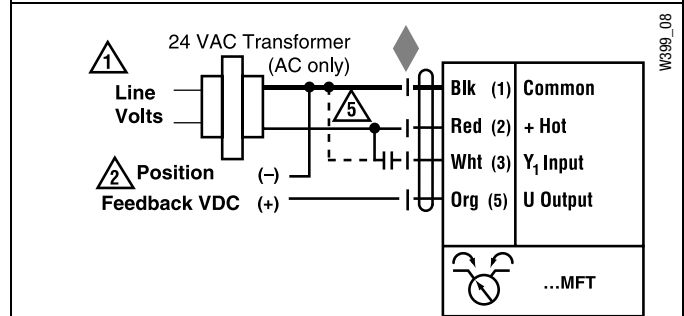 24 VAC Transformer
(AC only)
W399_08
1
Line
Volts
5
Blk (1) Common
Red (2) + Hot
Wht (3) Y₁ Input
Org (5) U Output
2 Position (–)
Feedback VDC (+)
...MFT